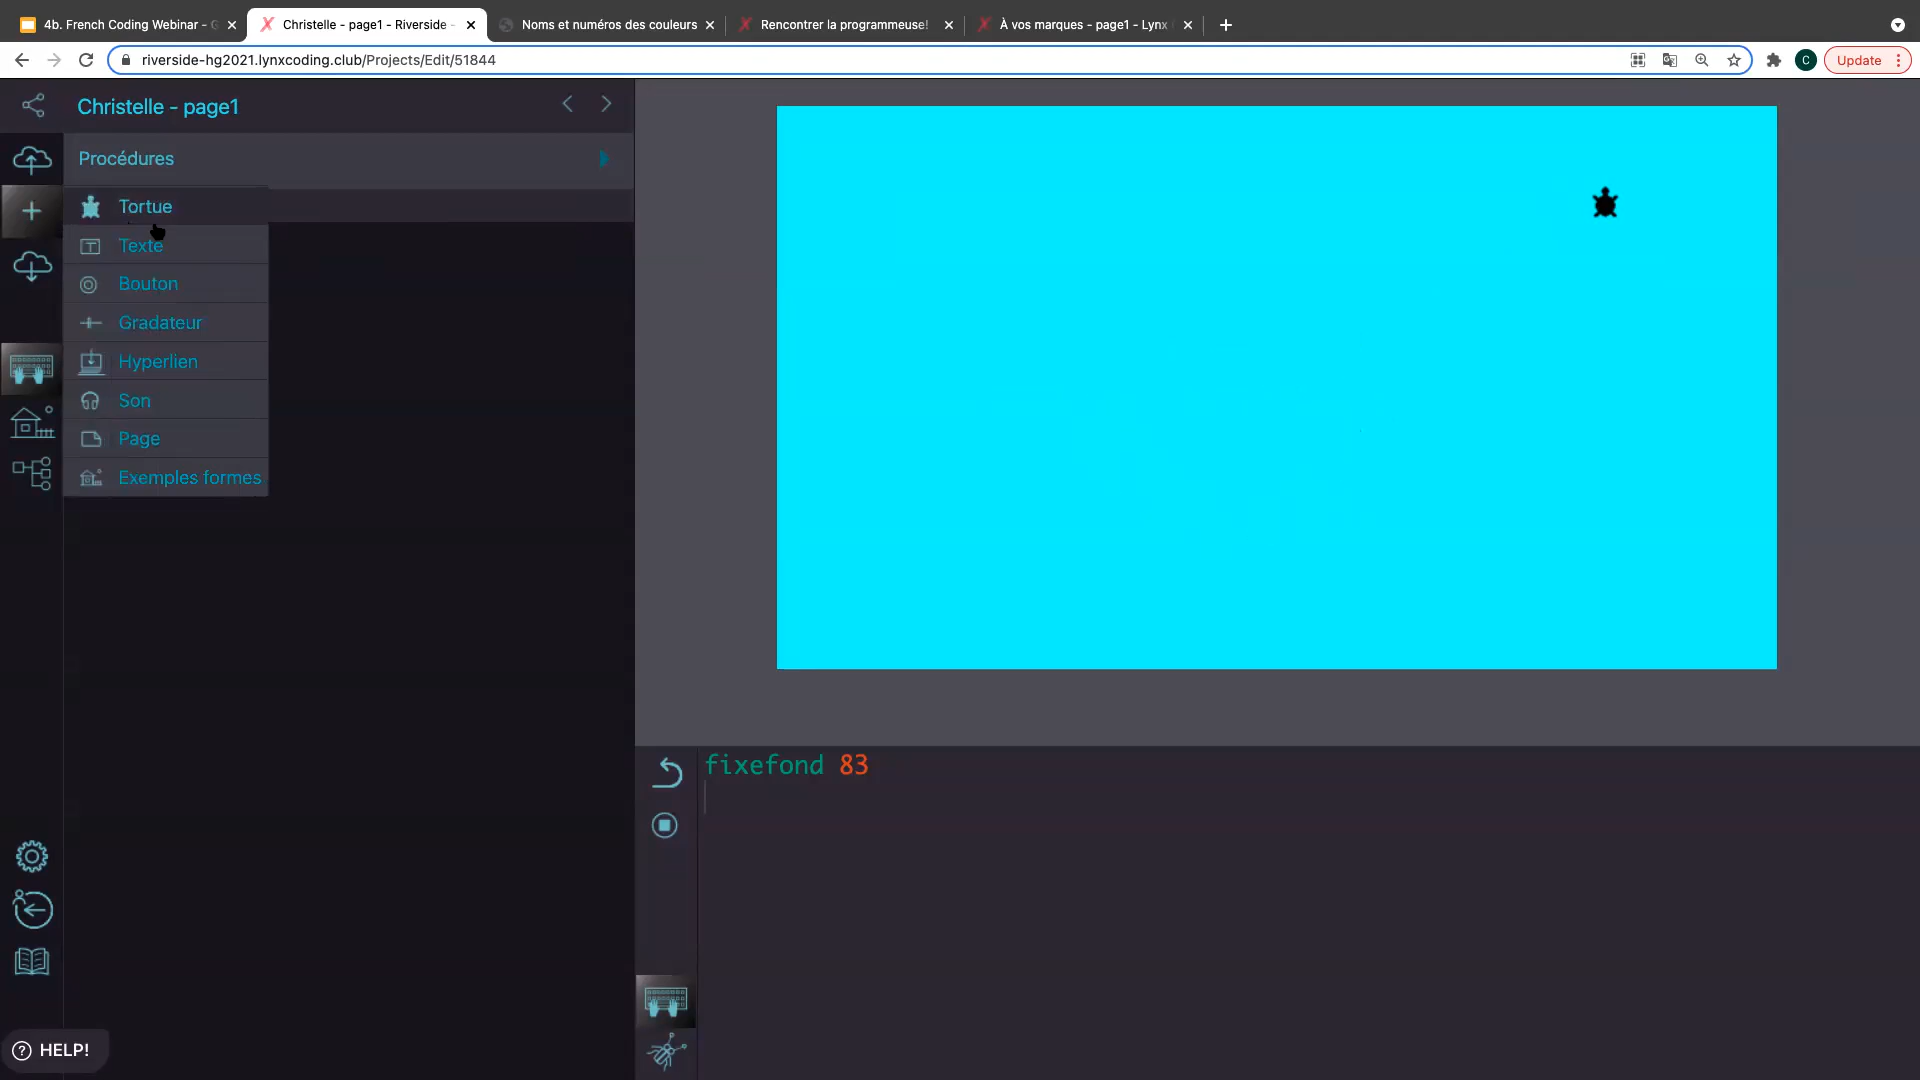 4b. French Coding Webinar - G
Christelle - page1 - Riverside -
Noms et numéros des couleurs
Rencontrer la programmeuse!
À vos marques - page1 - Lynx
riverside-hg2021.lynxcoding.club/Projects/Edit/51844
C
Update
Christelle - page1
Procédures
Tortue
Texte
Bouton
Gradateur
Hyperlien
Son
Page
Exemples formes
fixefond 83
? HELP!